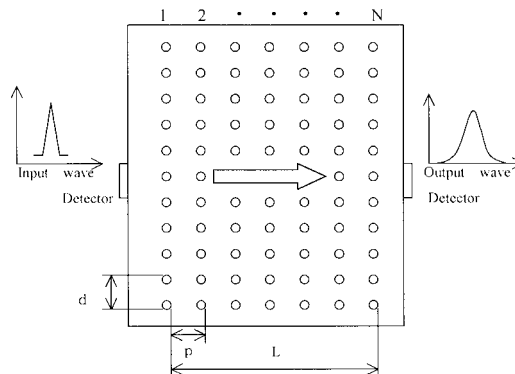 1 2 · · · · N
Input wave
Detector
Output wave
Detector
d
p
L